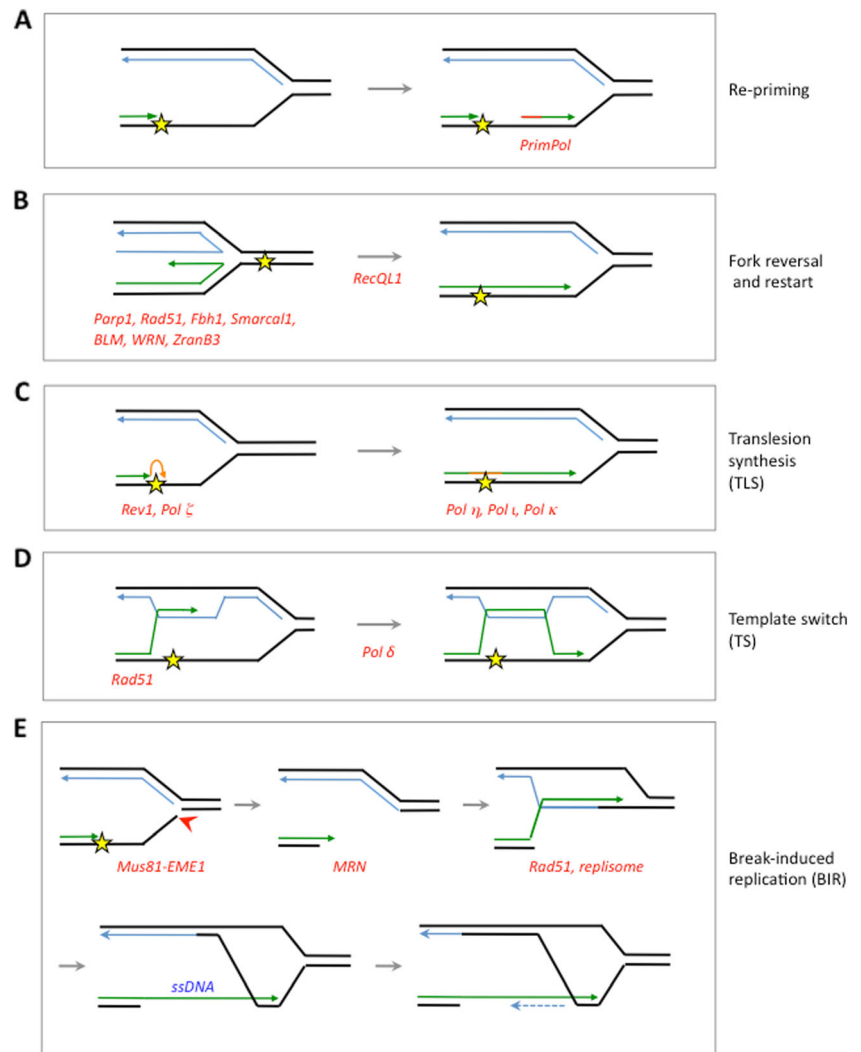 A
Re-priming
PrimPol
B
RecQL1
Fork reversal
and restart
Parp1, Rad51, Fbh1, Smarcal1,
BLM, WRN, ZranB3
C
Translesion
synthesis
(TLS)
Rev1, Pol ζ
Pol η, Pol ι, Pol κ
D
Template switch
(TS)
Pol δ
Rad51
E
Mus81-EME1
MRN
Rad51, replisome
Break-induced
replication (BIR)
ssDNA